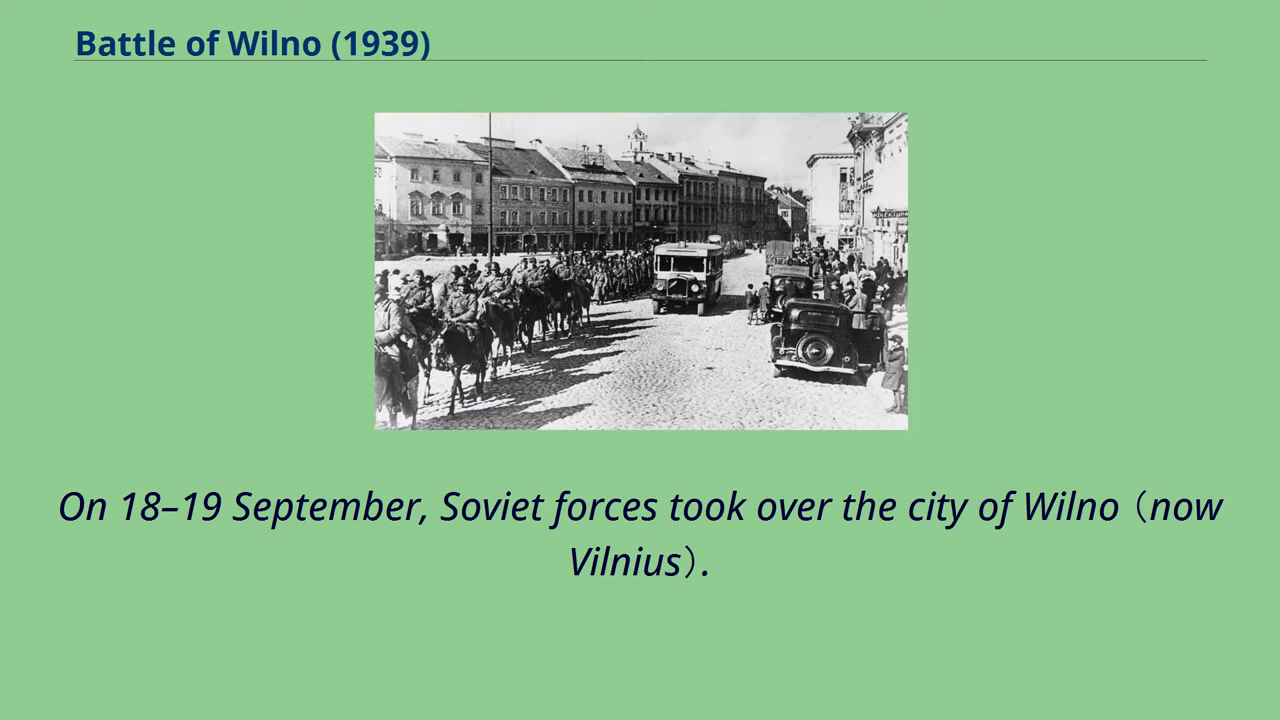 Battle of Wilno (1939)
On 18–19 September, Soviet forces took over the city of Wilno（now
Vilnius）.